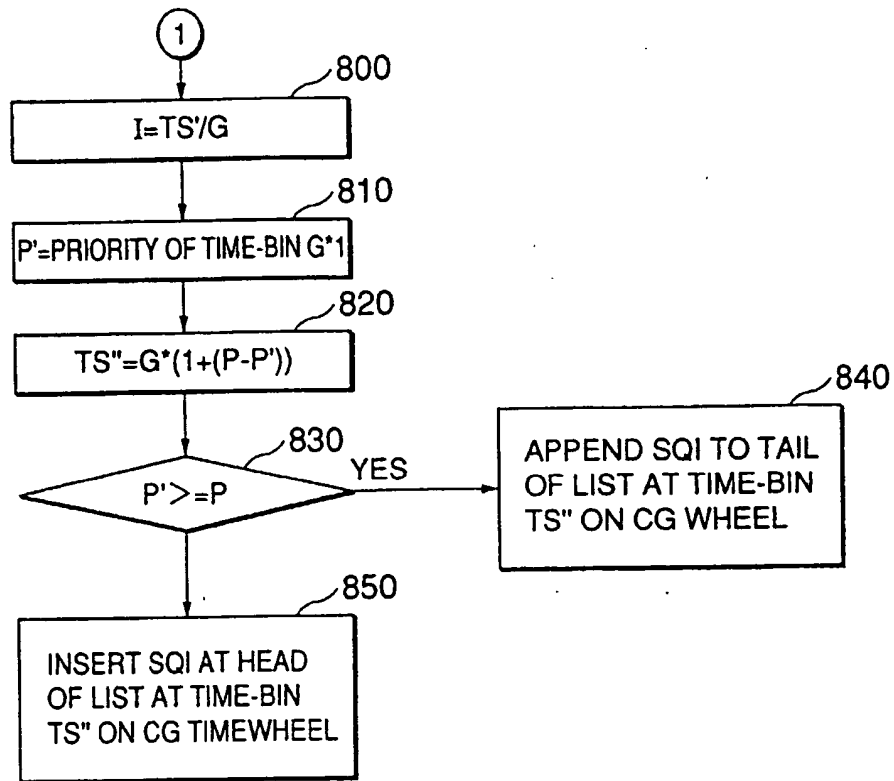 1
800
I=TS'/G
810
P'=PRIORITY OF TIME-BIN G*1
820
TS"=G*(1+(P-P'))
830
P'>=P
YES
840
APPEND SQI TO TAIL
OF LIST AT TIME-BIN
TS" ON CG WHEEL
850
INSERT SQI AT HEAD
OF LIST AT TIME-BIN
TS" ON CG TIMEWHEEL